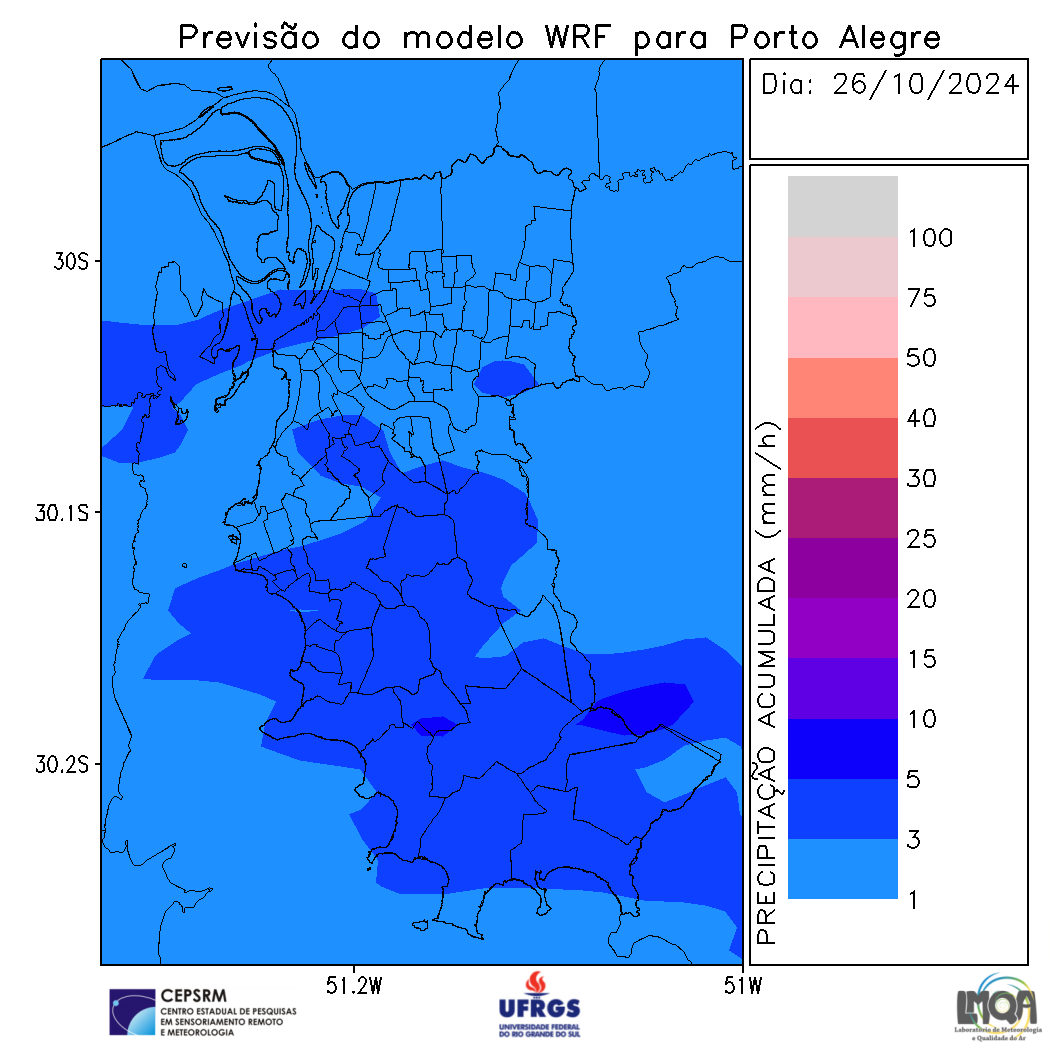 Previsão do modelo WRF para Porto Alegre
Dia: 26/10/2024
30S
30.1S
30.2S
51.2W
51W
PRECIPITAÇÃO ACUMULADA (mm/h)
100
75
50
40
30
25
20
15
10
5
3
1
CEPSRM
CENTRO ESTADUAL DE PESQUISAS
EM SENSORIAMENTO REMOTO
E METEOROLOGIA
UFRGS
UNIVERSIDADE FEDERAL
DO RIO GRANDE DO SUL
LMQA
Laboratório de Meteorologia
e Qualidade do Ar